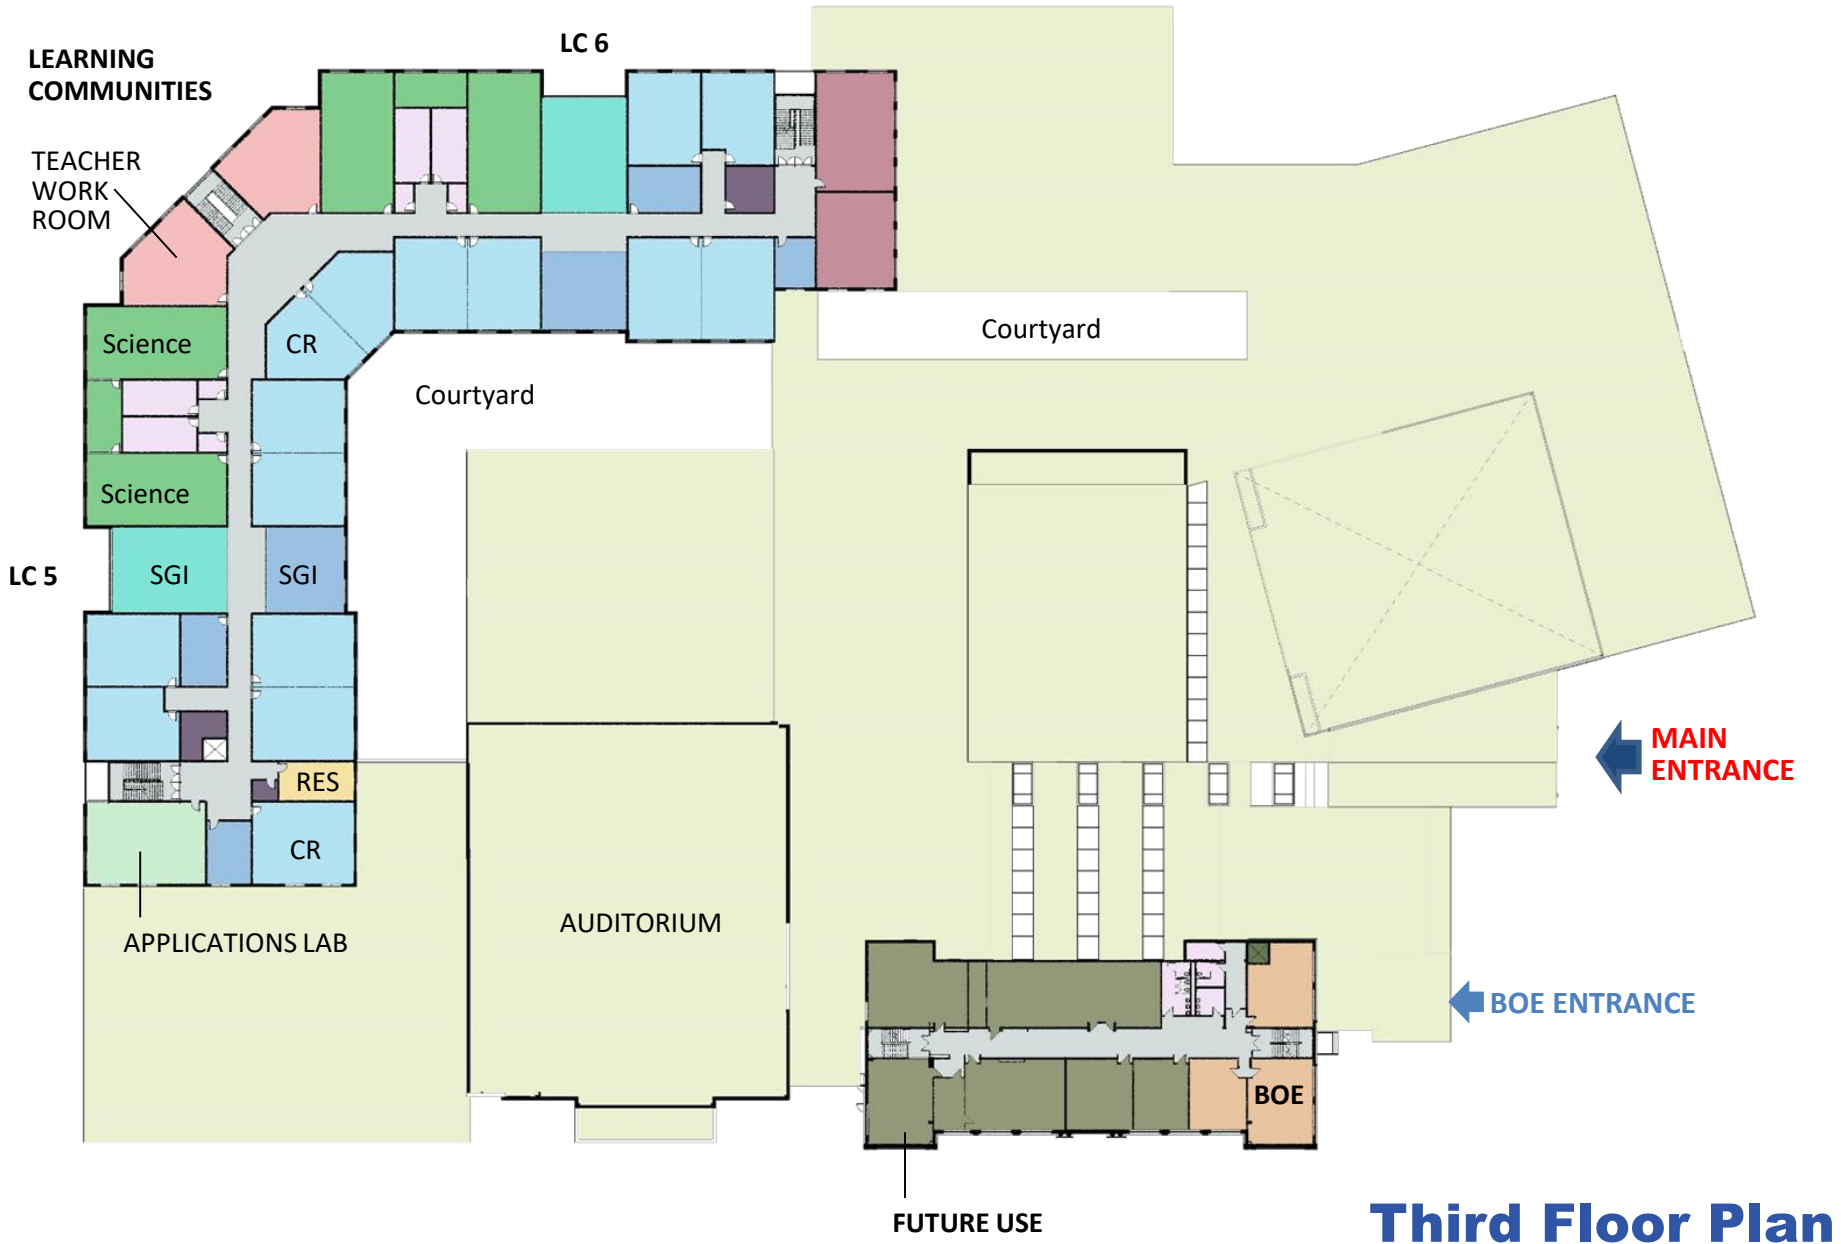 LC 6
LEARNING
COMMUNITIES
TEACHER
WORK
ROOM
Science
CR
Courtyard
Courtyard
Science
LC 5
SGI
SGI
MAIN
ENTRANCE
RES
CR
APPLICATIONS LAB
AUDITORIUM
BOE ENTRANCE
BOE
FUTURE USE
Third Floor Plan